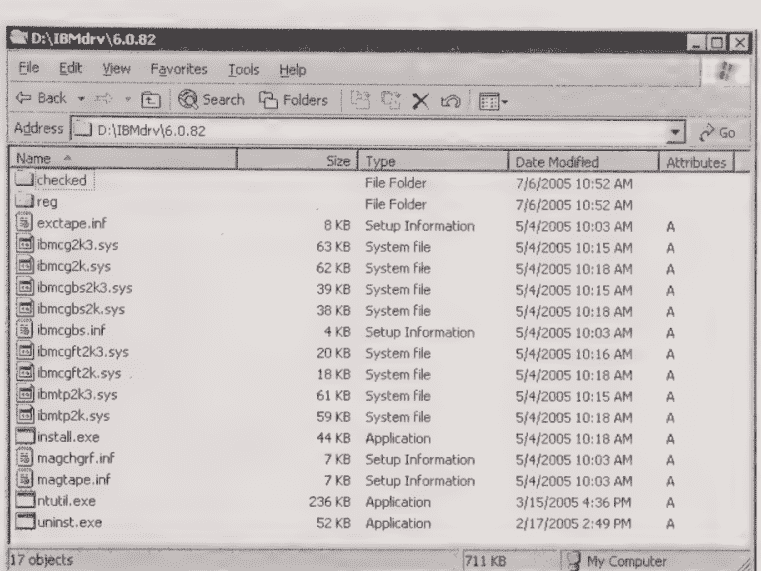 D:\IBMdrv\6.0.82
File Edit View Favorites Tools Help
Back Search Folders
Address D:\IBMdrv\6.0.82 Go
Name Size Type Date Modified Attributes
checked File Folder 7/6/2005 10:52 AM
reg File Folder 7/6/2005 10:52 AM
exctape.inf 8 KB Setup Information 5/4/2005 10:03 AM A
ibmcg2k3.sys 63 KB System file 5/4/2005 10:15 AM A
ibmcg2k.sys 62 KB System file 5/4/2005 10:18 AM A
ibmcgbs2k3.sys 39 KB System file 5/4/2005 10:15 AM A
ibmcgbs2k.sys 38 KB System file 5/4/2005 10:18 AM A
ibmcgbs.inf 4 KB Setup Information 5/4/2005 10:03 AM A
ibmcgft2k3.sys 20 KB System file 5/4/2005 10:16 AM A
ibmcgft2k.sys 18 KB System file 5/4/2005 10:18 AM A
ibmtp2k3.sys 61 KB System file 5/4/2005 10:15 AM A
ibmtp2k.sys 59 KB System file 5/4/2005 10:18 AM A
install.exe 44 KB Application 5/4/2005 10:18 AM A
magchgrf.inf 7 KB Setup Information 5/4/2005 10:03 AM A
magtape.inf 7 KB Setup Information 5/4/2005 10:03 AM A
ntutil.exe 236 KB Application 3/15/2005 4:36 PM A
uninst.exe 52 KB Application 2/17/2005 2:49 PM A
17 objects 711 KB My Computer